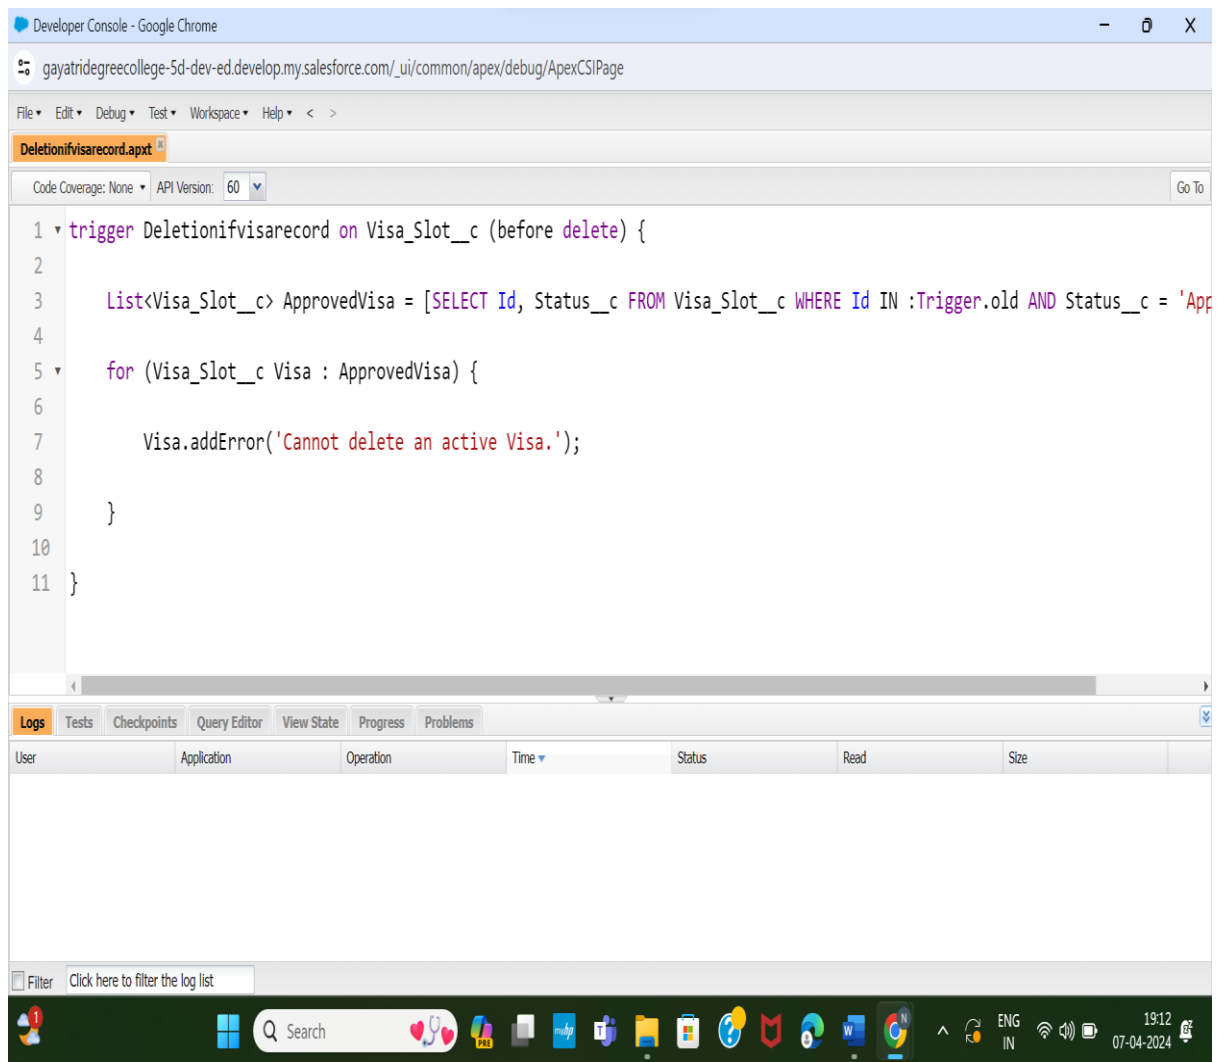 Developer Console - Google Chrome
gayatridegreecollege-5d-dev-ed.develop.my.salesforce.com/_ui/common/apex/debug/ApexCSIPage
File Edit Debug Test Workspace Help < >
Deletionifvisarecord.apxt
Code Coverage: None API Version: 60 Go To
1 trigger Deletionifvisarecord on Visa_Slot__c (before delete) {
2
3 List<Visa_Slot__c> ApprovedVisa = [SELECT Id, Status__c FROM Visa_Slot__c WHERE Id IN :Trigger.old AND Status__c = 'App
4
5 for (Visa_Slot__c Visa : ApprovedVisa) {
6
7 Visa.addError('Cannot delete an active Visa.');
8
9 }
10
11 }
Logs Tests Checkpoints Query Editor View State Progress Problems
User Application Operation Time Status Read Size
Filter Click here to filter the log list
1 Search PRE myhp W N ENG 19:12
IN 07-04-2024